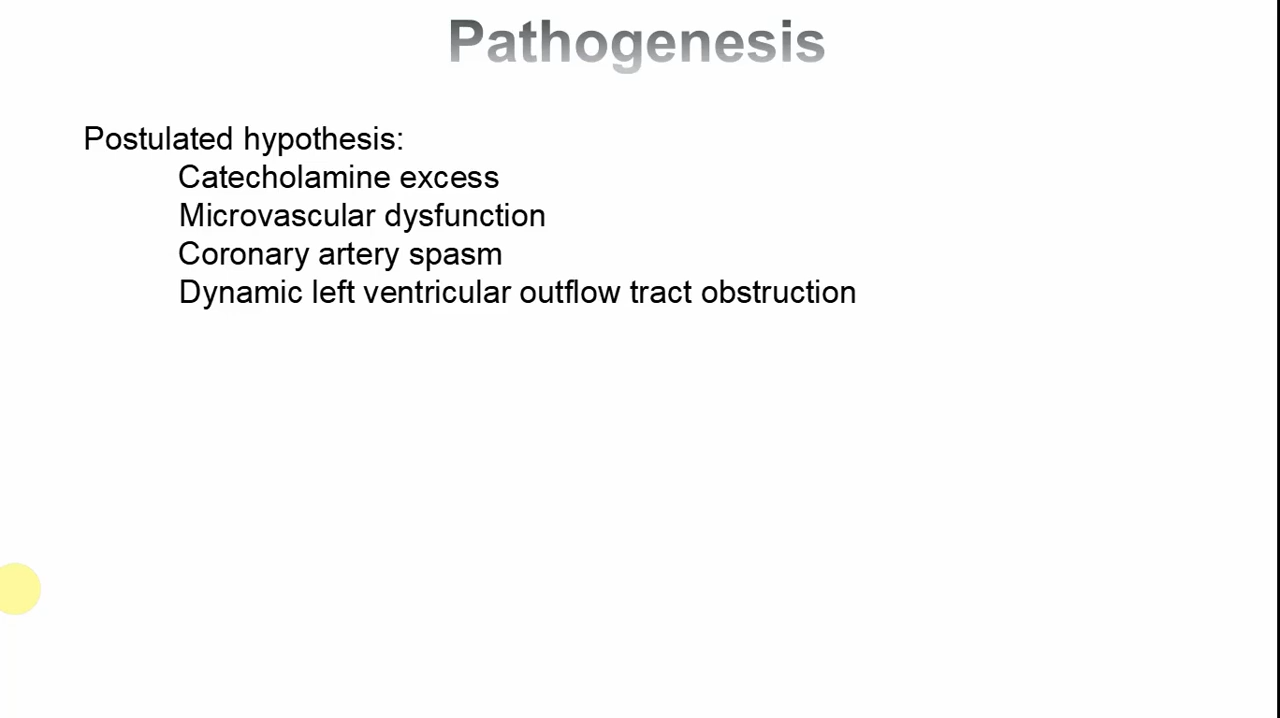 Pathogenesis
Postulated hypothesis:
Catecholamine excess
Microvascular dysfunction
Coronary artery spasm
Dynamic left ventricular outflow tract obstruction